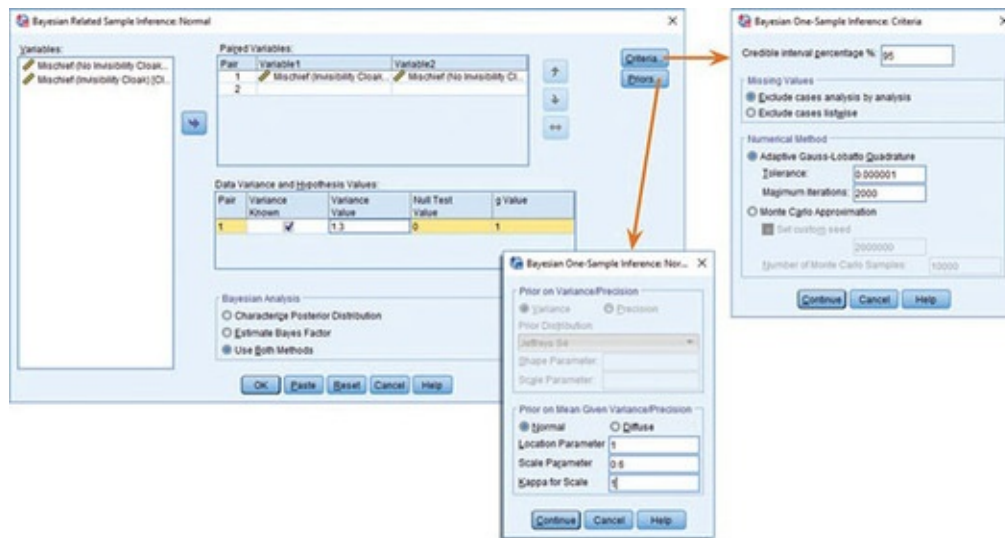 Bayesian Related Sample Inference: Normal
Variables:
Mischief (No Invisibility Cloak...
Mischief (Invisibility Cloak) [Cl...
Paired Variables:
Pair Variable1 Variable2
1 Mischief (Invisibility Cloak... Mischief (No Invisibility Cl...
2
Criteria...
Priors...
Data Variance and Hypothesis Values:
Pair Variance Known Variance Value Null Test Value g Value
1 1.3 0 1
Bayesian Analysis
Characterize Posterior Distribution
Estimate Bayes Factor
Use Both Methods
OK Paste Reset Cancel Help
Bayesian One-Sample Inference: Criteria
Credible interval percentage %: 95
Missing Values
Exclude cases analysis by analysis
Exclude cases listwise
Numerical Method
Adaptive Gauss-Lobatto Quadrature
Tolerance: 0.000001
Maximum Iterations: 2000
Monte Carlo Approximation
Set custom seed
2000000
Number of Monte Carlo Samples: 10000
Continue Cancel Help
Bayesian One-Sample Inference: Nor...
Prior on Variance/Precision
Variance Precision
Prior Distribution:
Jeffreys S4
Shape Parameter:
Scale Parameter:
Prior on Mean Given Variance/Precision
Normal Diffuse
Location Parameter 1
Kappa for Scale 1
Scale Parameter
Continue Cancel Help